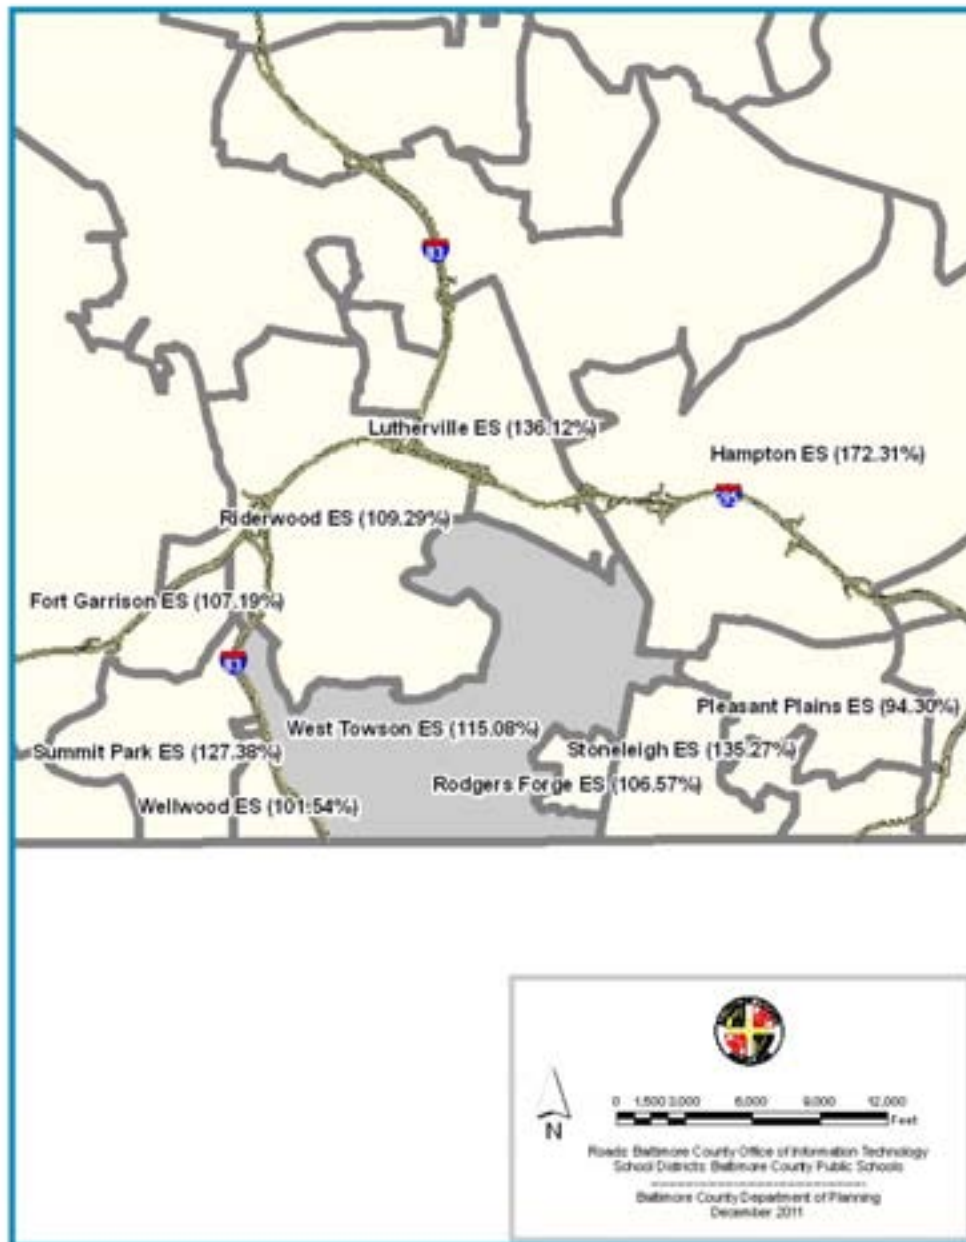 83
Lutherville ES (136.12%)
Hampton ES (172.31%)
95
Riderwood ES (109.29%)
Fort Garrison ES (107.19%)
83
Pleasant Plains ES (94.30%)
West Towson ES (115.08%)
Stoneleigh ES (135.27%)
Summit Park ES (127.38%)
Rodgers Forge ES (106.57%)
Wellwood ES (101.54%)
0 1,500 3,000 6,000 9,000 12,000
Feet
N
Roads: Baltimore County Office of Information Technology
School Districts: Baltimore County Public Schools
Baltimore County Department of Planning
December 2011